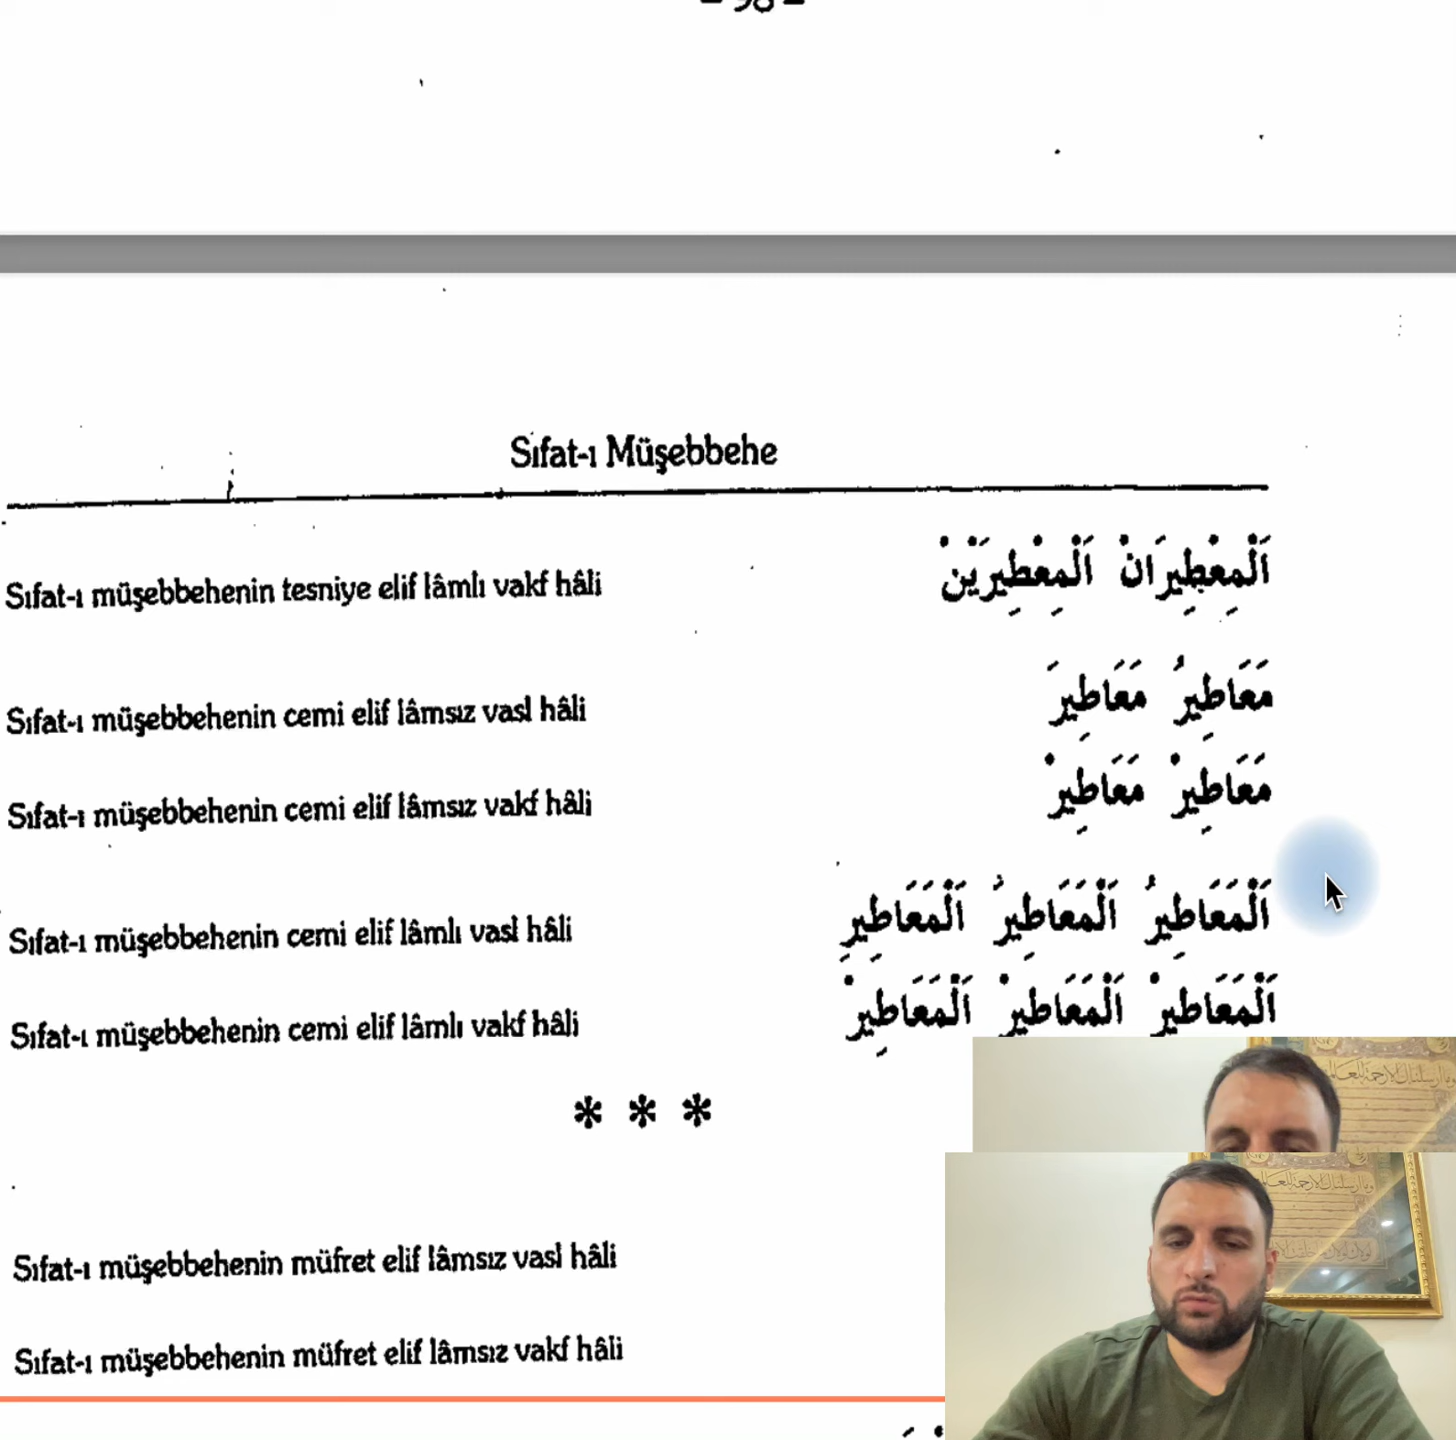 Sıfat-ı Müşebbehe
Sıfat-ı müşebbehenin tesniye elif lâmlı vakf hâli اَلْمِعْطِيرَانْ اَلْمِعْطِيرَيْنْ
Sıfat-ı müşebbehenin cemi elif lâmsız vasl hâli مَعَاطِيرُ مَعَاطِيرَ
Sıfat-ı müşebbehenin cemi elif lâmsız vakf hâli مَعَاطِيرْ مَعَاطِيرْ
Sıfat-ı müşebbehenin cemi elif lâmlı vasl hâli اَلْمَعَاطِيرُ اَلْمَعَاطِيرَ اَلْمَعَاطِيرِ
Sıfat-ı müşebbehenin cemi elif lâmlı vakf hâli اَلْمَعَاطِيرْ اَلْمَعَاطِيرْ اَلْمَعَاطِيرْ
* * *
Sıfat-ı müşebbehenin müfret elif lâmsız vasl hâli
Sıfat-ı müşebbehenin müfret elif lâmsız vakf hâli